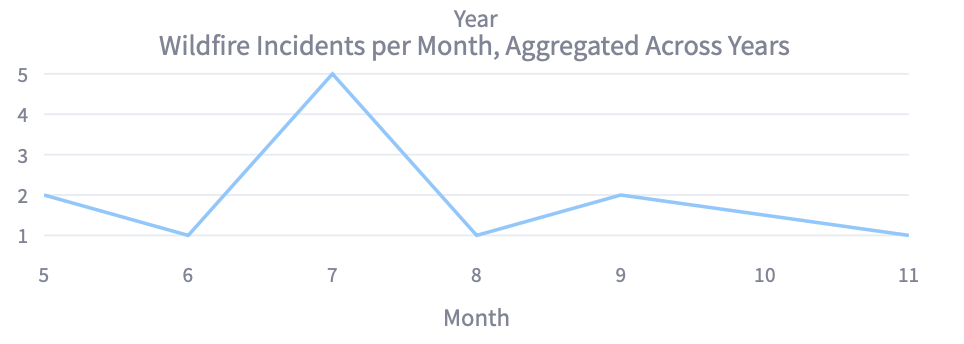 Year
Wildfire Incidents per Month, Aggregated Across Years
5
4
3
2
1
5 6 7 8 9 10 11
Month